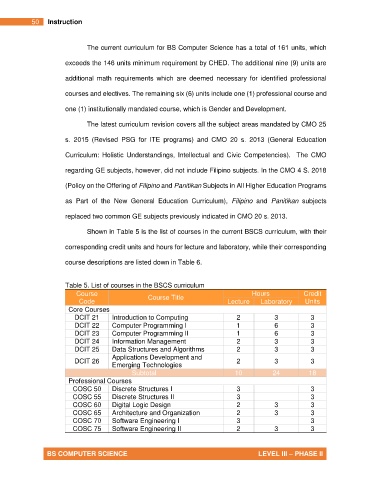 50 Instruction
The current curriculum for BS Computer Science has a total of 161 units, which
exceeds the 146 units minimum requirement by CHED. The additional nine (9) units are
additional math requirements which are deemed necessary for identified professional
courses and electives. The remaining six (6) units include one (1) professional course and
one (1) institutionally mandated course, which is Gender and Development.
The latest curriculum revision covers all the subject areas mandated by CMO 25
s. 2015 (Revised PSG for ITE programs) and CMO 20 s. 2013 (General Education
Curriculum: Holistic Understandings, Intellectual and Civic Competencies). The CMO
regarding GE subjects, however, did not include Filipino subjects. In the CMO 4 S. 2018
(Policy on the Offering of Filipino and Panitikan Subjects in All Higher Education Programs
as Part of the New General Education Curriculum), Filipino and Panitikan subjects
replaced two common GE subjects previously indicated in CMO 20 s. 2013.
Shown in Table 5 is the list of courses in the current BSCS curriculum, with their
corresponding credit units and hours for lecture and laboratory, while their corresponding
course descriptions are listed down in Table 6.
Table 5. List of courses in the BSCS curriculum
Course Code Course Title Hours Credit
Lecture Laboratory Units
Core Courses
DCIT 21 Introduction to Computing 2 3 3
DCIT 22 Computer Programming I 1 6 3
DCIT 23 Computer Programming II 1 6 3
DCIT 24 Information Management 2 3 3
DCIT 25 Data Structures and Algorithms 2 3 3
DCIT 26 Applications Development and
Emerging Technologies 2 3 3
Subtotal 10 24 18
Professional Courses
COSC 50 Discrete Structures I 3 3
COSC 55 Discrete Structures II 3 3
COSC 60 Digital Logic Design 2 3 3
COSC 65 Architecture and Organization 2 3 3
COSC 70 Software Engineering I 3 3
COSC 75 Software Engineering II 2 3 3
BS COMPUTER SCIENCE LEVEL III – PHASE II